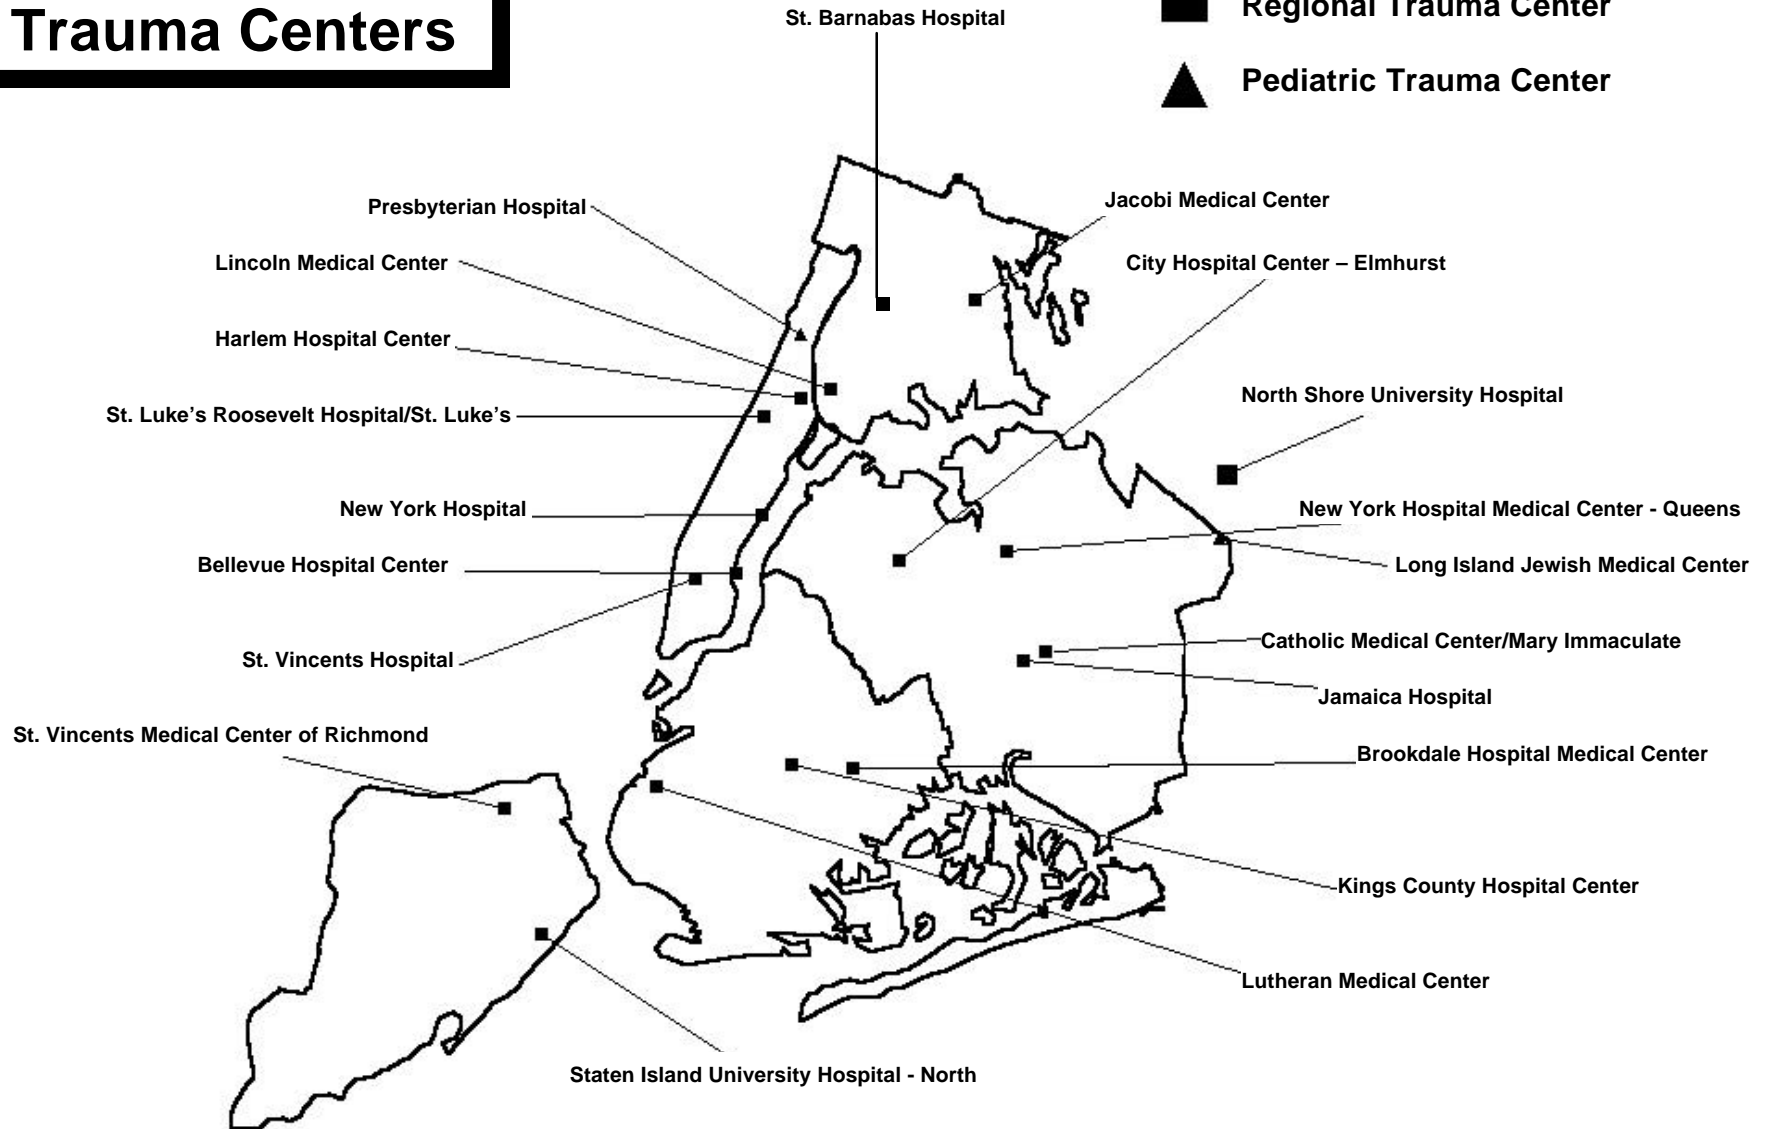 Trauma Centers
St. Barnabas Hospital
Regional Trauma Center
Pediatric Trauma Center
Presbyterian Hospital
Jacobi Medical Center
Lincoln Medical Center
City Hospital Center – Elmhurst
Harlem Hospital Center
North Shore University Hospital
St. Luke’s Roosevelt Hospital/St. Luke’s
New York Hospital
New York Hospital Medical Center - Queens
Bellevue Hospital Center
Long Island Jewish Medical Center
Catholic Medical Center/Mary Immaculate
St. Vincents Hospital
Jamaica Hospital
St. Vincents Medical Center of Richmond
Brookdale Hospital Medical Center
Kings County Hospital Center
Lutheran Medical Center
Staten Island University Hospital - North